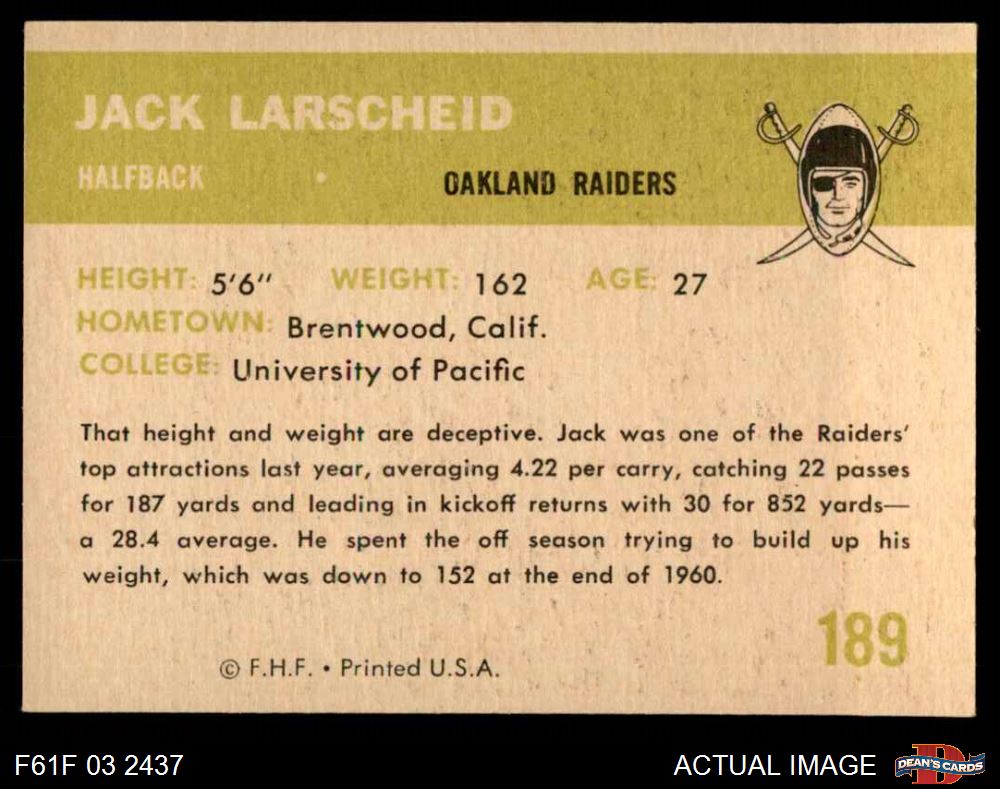 JACK LARSCHEID
HALFBACK • OAKLAND RAIDERS
HEIGHT: 5'6" WEIGHT: 162 AGE: 27
HOMETOWN: Brentwood, Calif.
COLLEGE: University of Pacific
That height and weight are deceptive. Jack was one of the Raiders'
top attractions last year, averaging 4.22 per carry, catching 22 passes
for 187 yards and leading in kickoff returns with 30 for 852 yards—
a 28.4 average. He spent the off season trying to build up his
weight, which was down to 152 at the end of 1960.
189
© F.H.F. • Printed U.S.A.
F61F 03 2437
ACTUAL IMAGE
D
DEAN'S CARDS